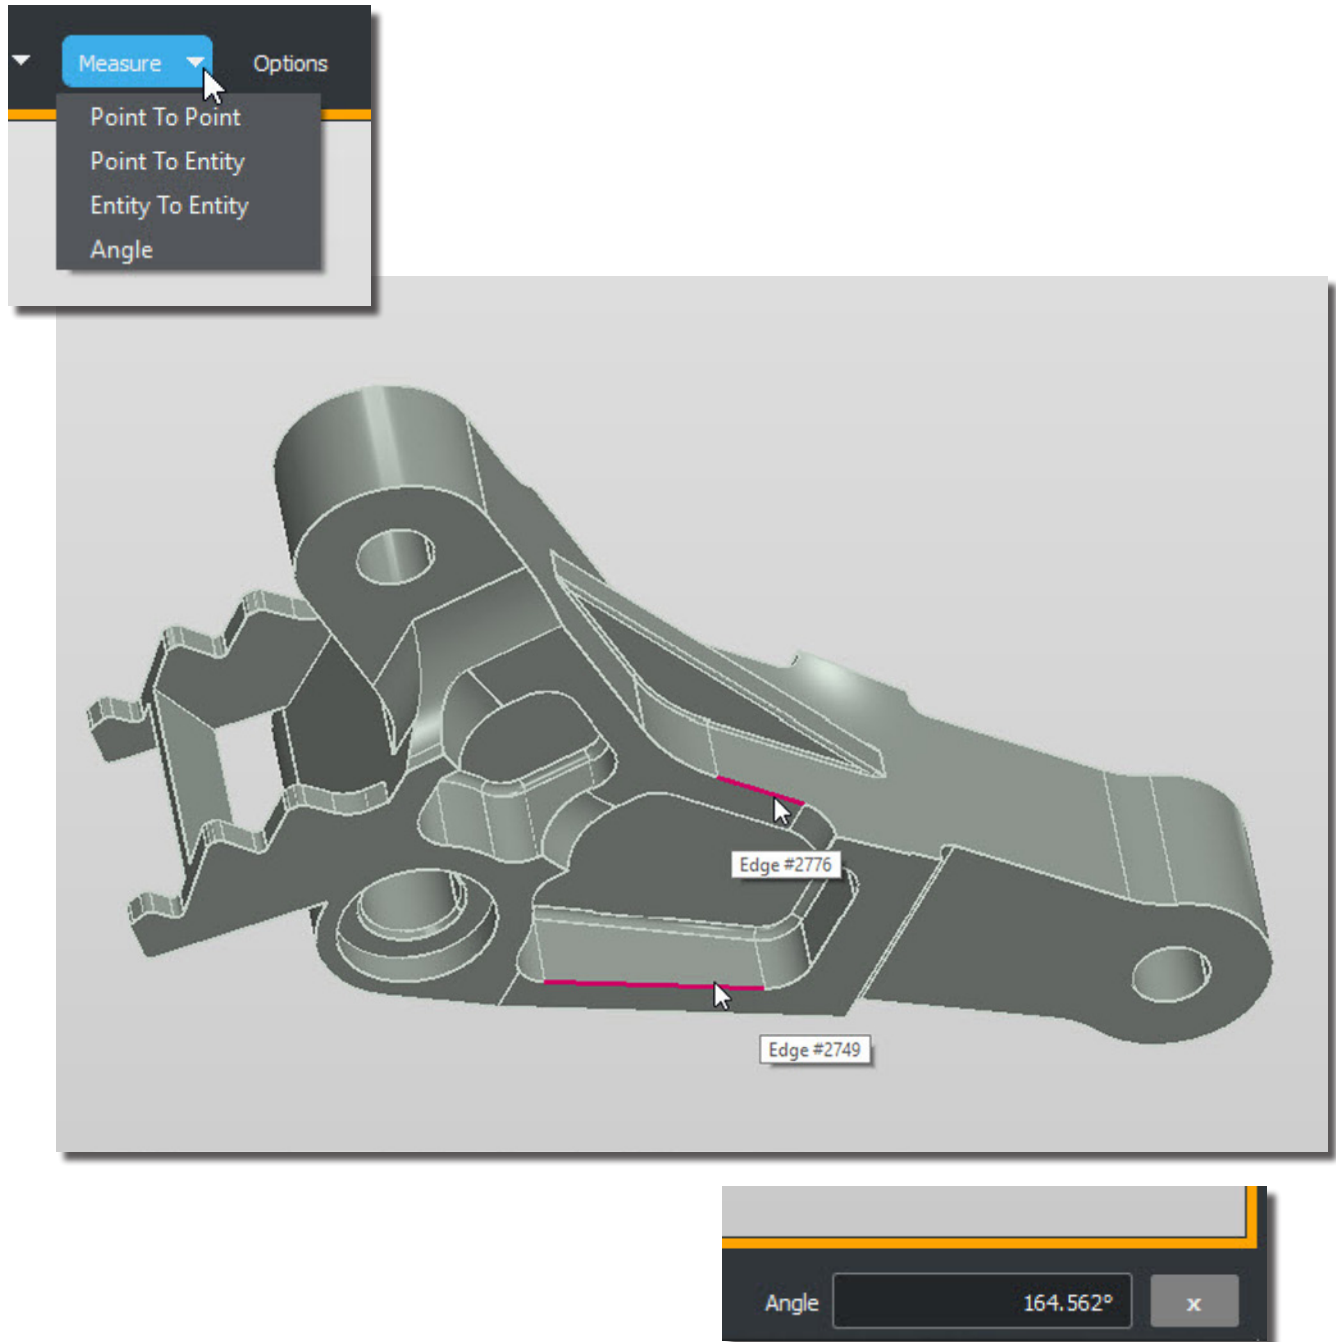 Measure Options
Point To Point
Point To Entity
Entity To Entity
Angle
Edge #2776
Edge #2749
Angle 164.562° x